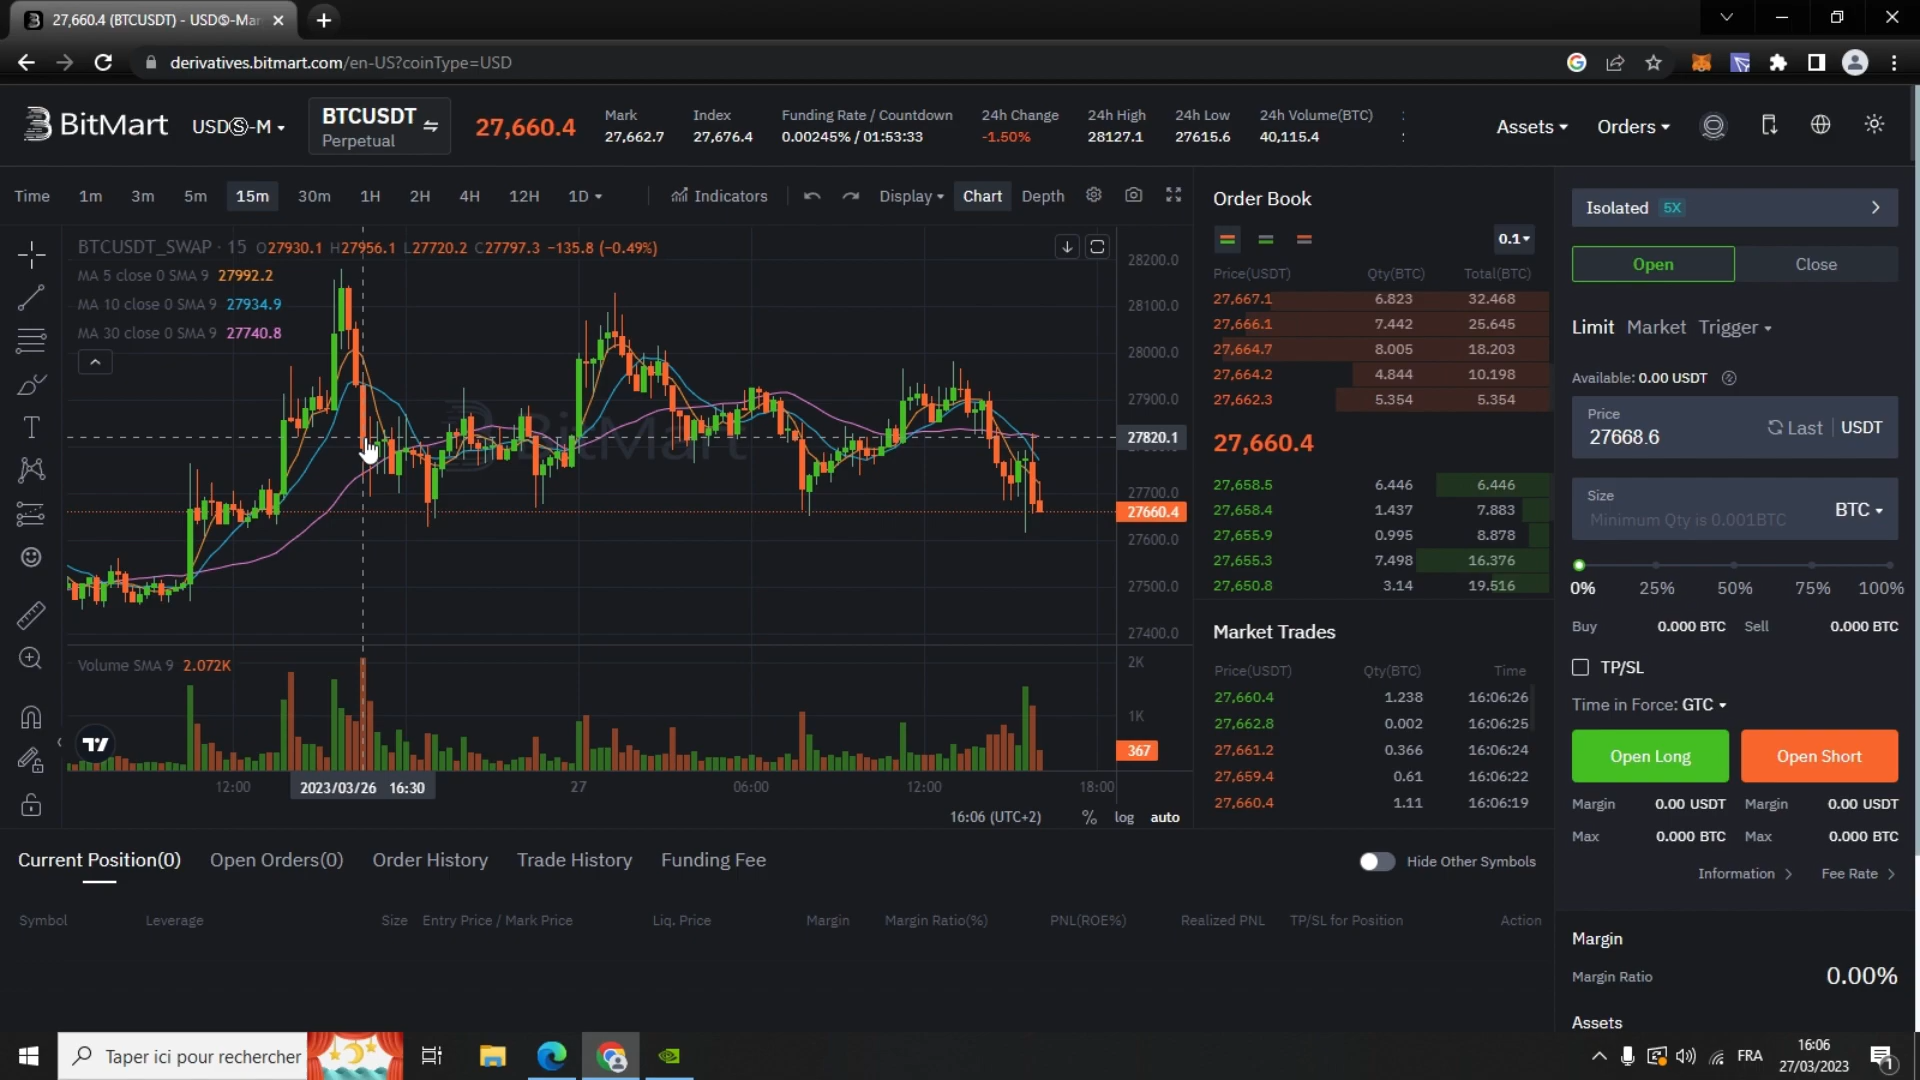 27,660.4 (BTCUSDT) - USDⓈ-Mar
derivatives.bitmart.com/en-US?coinType=USD
BitMart USDⓈ-M BTCUSDT Perpetual 27,660.4
Mark 27,662.7
Index 27,676.4
Funding Rate / Countdown 0.00245% / 01:53:33
24h Change -1.50%
24h High 28127.1
24h Low 27615.6
24h Volume(BTC) 40,115.4
Assets Orders
Time 1m 3m 5m 15m 30m 1H 2H 4H 12H 1D Indicators Display Chart Depth
BTCUSDT_SWAP · 15 O27930.1 H27956.1 L27720.2 C27797.3 −135.8 (−0.49%)
MA 5 close 0 SMA 9 27992.2
MA 10 close 0 SMA 9 27934.9
MA 30 close 0 SMA 9 27740.8
BitMart
28200.0
28100.0
28000.0
27900.0
27820.1
27700.0
27660.4
27600.0
27500.0
27400.0
Volume SMA 9 2.072K
2K
1K
367
12:00 2023/03/26 16:30 27 06:00 12:00 18:00
16:06 (UTC+2) % log auto
Order Book
0.1
Price(USDT) Qty(BTC) Total(BTC)
27,667.1 6.823 32.468
27,666.1 7.442 25.645
27,664.7 8.005 18.203
27,664.2 4.844 10.198
27,662.3 5.354 5.354
27,660.4
27,658.5 6.446 6.446
27,658.4 1.437 7.883
27,655.9 0.995 8.878
27,655.3 7.498 16.376
27,650.8 3.14 19.516
Market Trades
Price(USDT) Qty(BTC) Time
27,660.4 1.238 16:06:26
27,662.8 0.002 16:06:25
27,661.2 0.366 16:06:24
27,659.4 0.61 16:06:22
27,660.4 1.11 16:06:19
Isolated 5X
Open Close
Limit Market Trigger
Available: 0.00 USDT
Price
27668.6 Last USDT
Size
Minimum Qty is 0.001BTC BTC
0% 25% 50% 75% 100%
Buy 0.000 BTC Sell 0.000 BTC
TP/SL
Time in Force: GTC
Open Long Open Short
Margin 0.00 USDT Margin 0.00 USDT
Max 0.000 BTC Max 0.000 BTC
Information Fee Rate
Margin
Margin Ratio 0.00%
Assets
Current Position(0) Open Orders(0) Order History Trade History Funding Fee Hide Other Symbols
Symbol Leverage Size Entry Price / Mark Price Liq. Price Margin Margin Ratio(%) PNL(ROE%) Realized PNL TP/SL for Position Action
Taper ici pour rechercher
FRA
16:06
27/03/2023
1